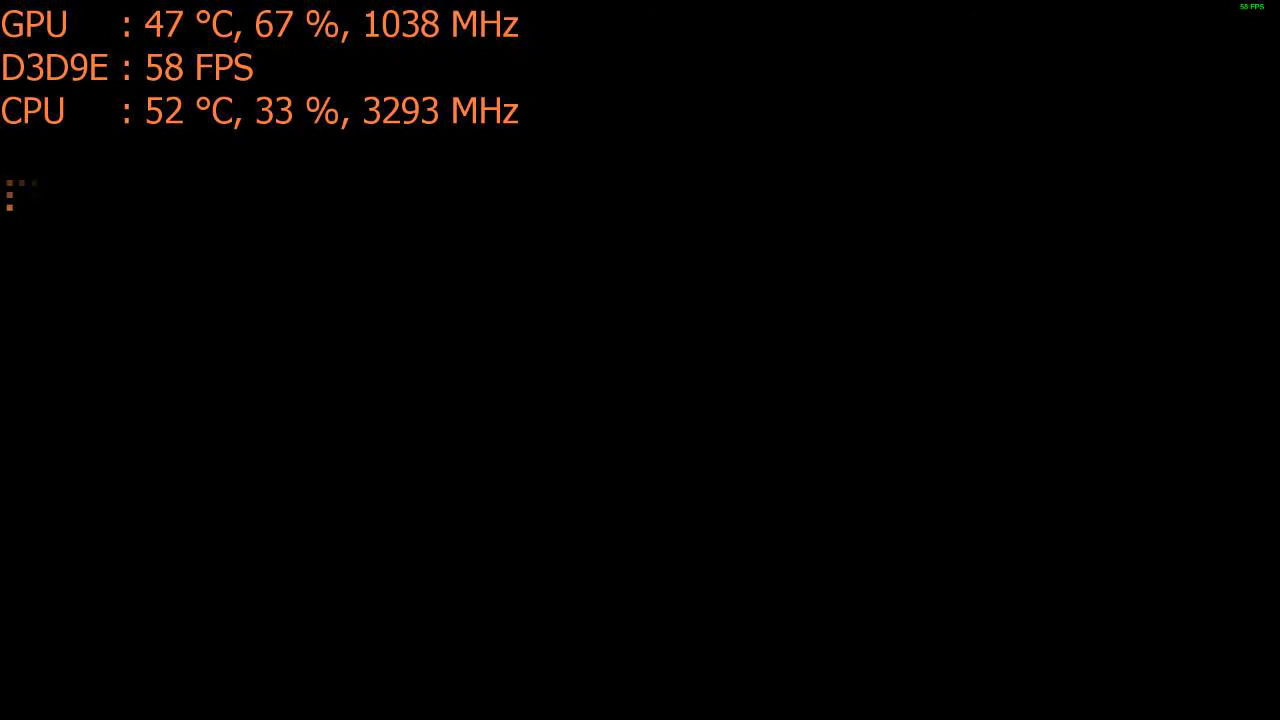 GPU : 47 °C, 67 %, 1038 MHz
58 FPS
D3D9E : 58 FPS
CPU : 52 °C, 33 %, 3293 MHz